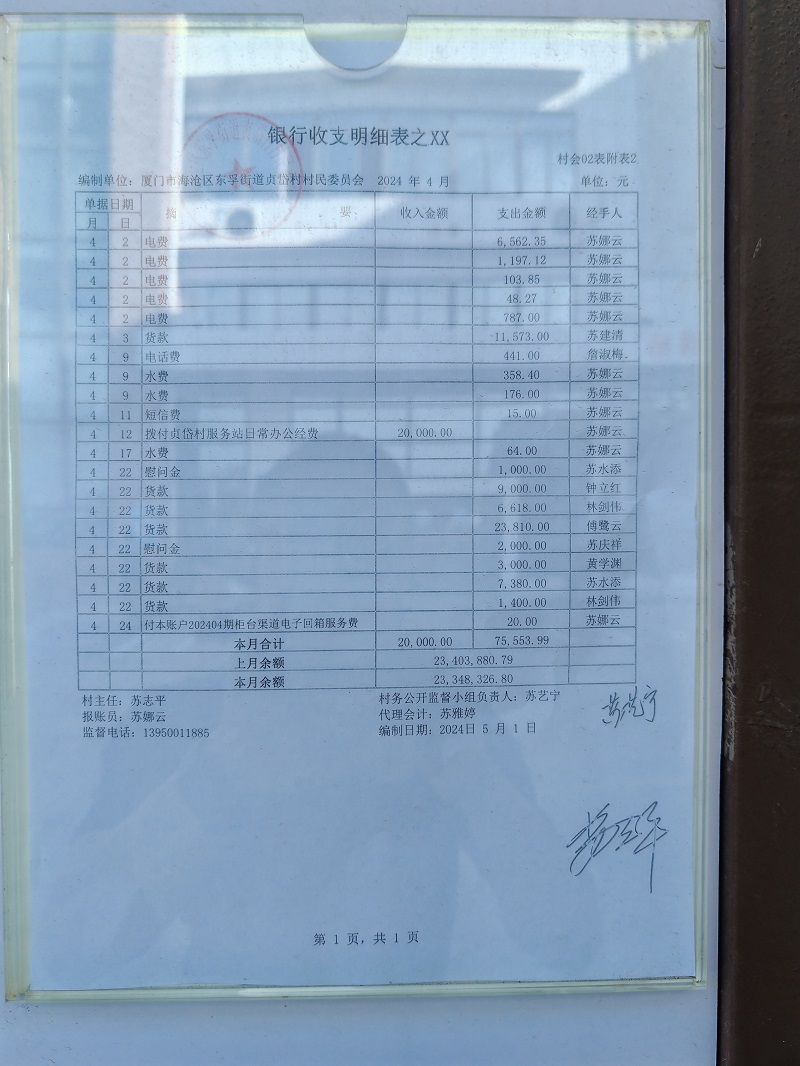 银行收支明细表之XX
村会02表附表2
编制单位：厦门市海沧区东孚街道贞岱村村民委员会 2024 年 4 月 单位：元
单据日期 摘 要 收入金额 支出金额 经手人
月 日
4 2 电费 6,562.35 苏娜云
4 2 电费 1,197.12 苏娜云
4 2 电费 103.85 苏娜云
4 2 电费 48.27 苏娜云
4 2 电费 787.00 苏娜云
4 3 货款 11,573.00 苏建清
4 9 电话费 441.00 詹淑梅
4 9 水费 358.40 苏娜云
4 9 水费 176.00 苏娜云
4 11 短信费 15.00 苏娜云
4 12 拨付贞岱村服务站日常办公经费 20,000.00 苏娜云
4 17 水费 64.00 苏娜云
4 22 慰问金 1,000.00 苏水添
4 22 货款 9,000.00 钟立红
4 22 货款 6,618.00 林剑伟
4 22 货款 23,810.00 傅鹭云
4 22 慰问金 2,000.00 苏庆祥
4 22 货款 3,000.00 黄学渊
4 22 货款 7,380.00 苏水添
4 22 货款 1,400.00 林剑伟
4 24 付本账户202404期柜台渠道电子回箱服务费 20.00 苏娜云
本月合计 20,000.00 75,553.99
上月余额 23,403,880.79
本月余额 23,348,326.80
村主任：苏志平 村务公开监督小组负责人：苏艺宁
报账员：苏娜云 代理会计：苏雅婷
监督电话：13950011885 编制日期：2024日 5 月 1 日
第 1 页，共 1 页